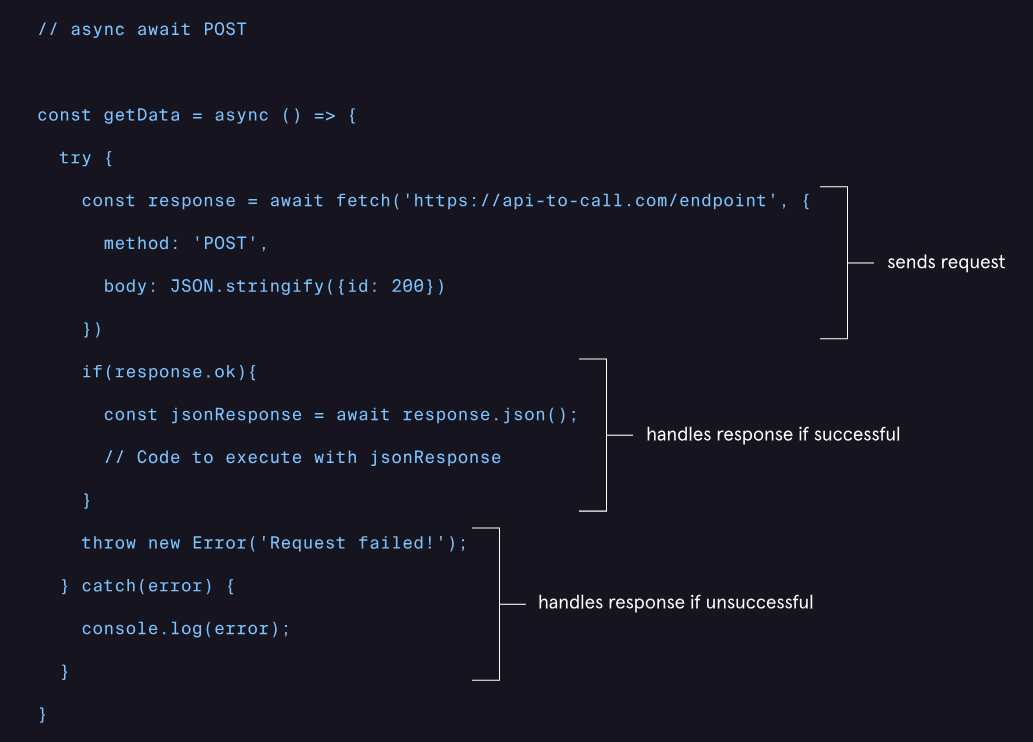 // async await POST
const getData = async () => {
try {
const response = await fetch('https://api-to-call.com/endpoint', {
method: 'POST',
body: JSON.stringify({id: 200})
})
sends request
if(response.ok){
const jsonResponse = await response.json();
// Code to execute with jsonResponse
}
handles response if successful
throw new Error('Request failed!');
} catch(error) {
console.log(error);
}
handles response if unsuccessful
}